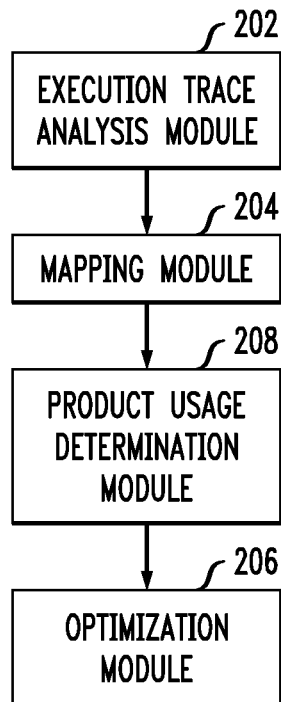 202
EXECUTION TRACE
ANALYSIS MODULE
204
MAPPING MODULE
208
PRODUCT USAGE
DETERMINATION
MODULE
206
OPTIMIZATION
MODULE